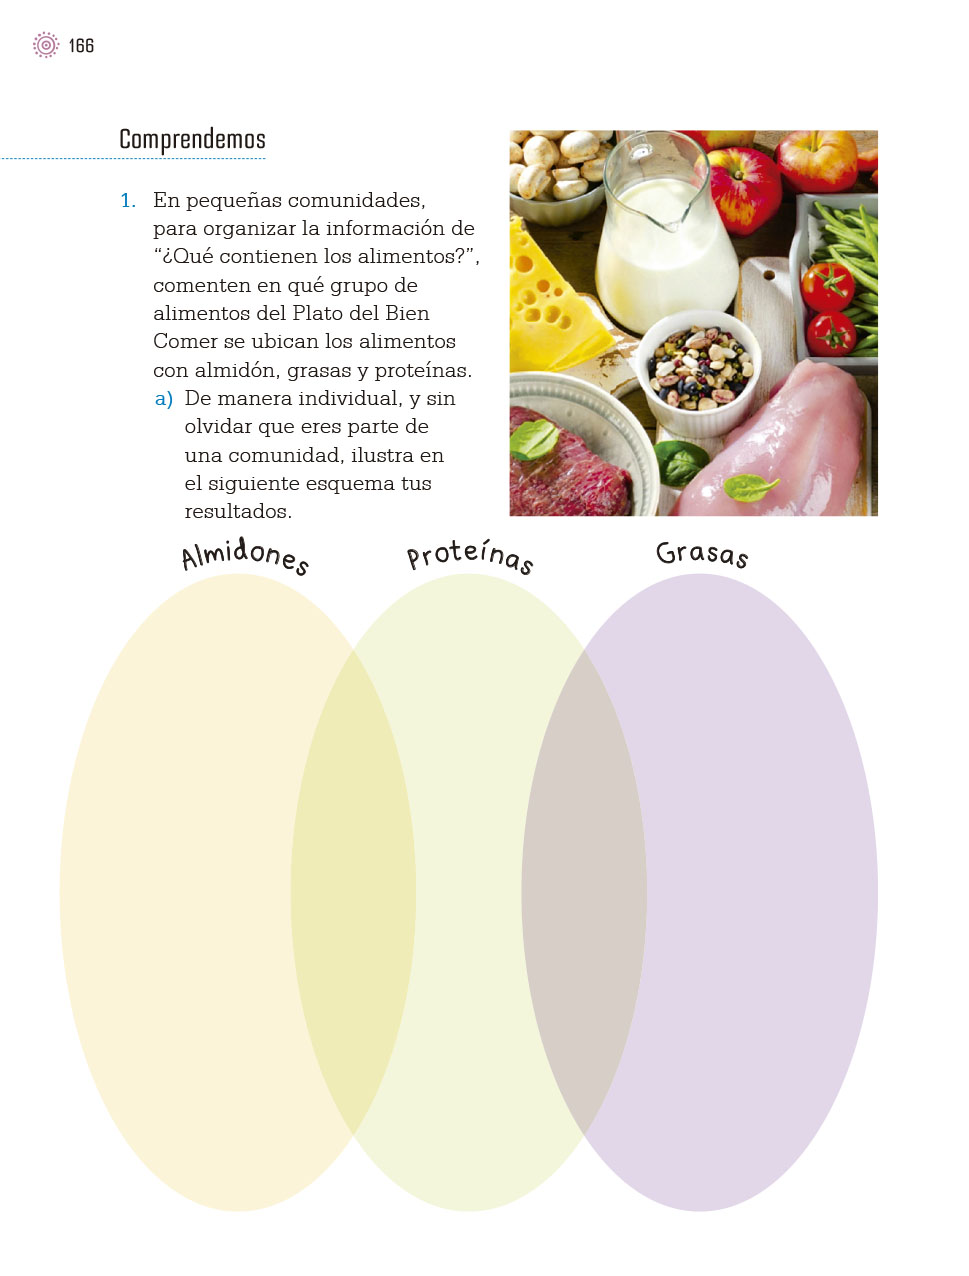 166
Comprendemos
1. En pequeñas comunidades,
para organizar la información de
“¿Qué contienen los alimentos?”,
comenten en qué grupo de
alimentos del Plato del Bien
Comer se ubican los alimentos
con almidón, grasas y proteínas.
a) De manera individual, y sin
olvidar que eres parte de
una comunidad, ilustra en
el siguiente esquema tus
resultados.
Almidones Proteínas Grasas